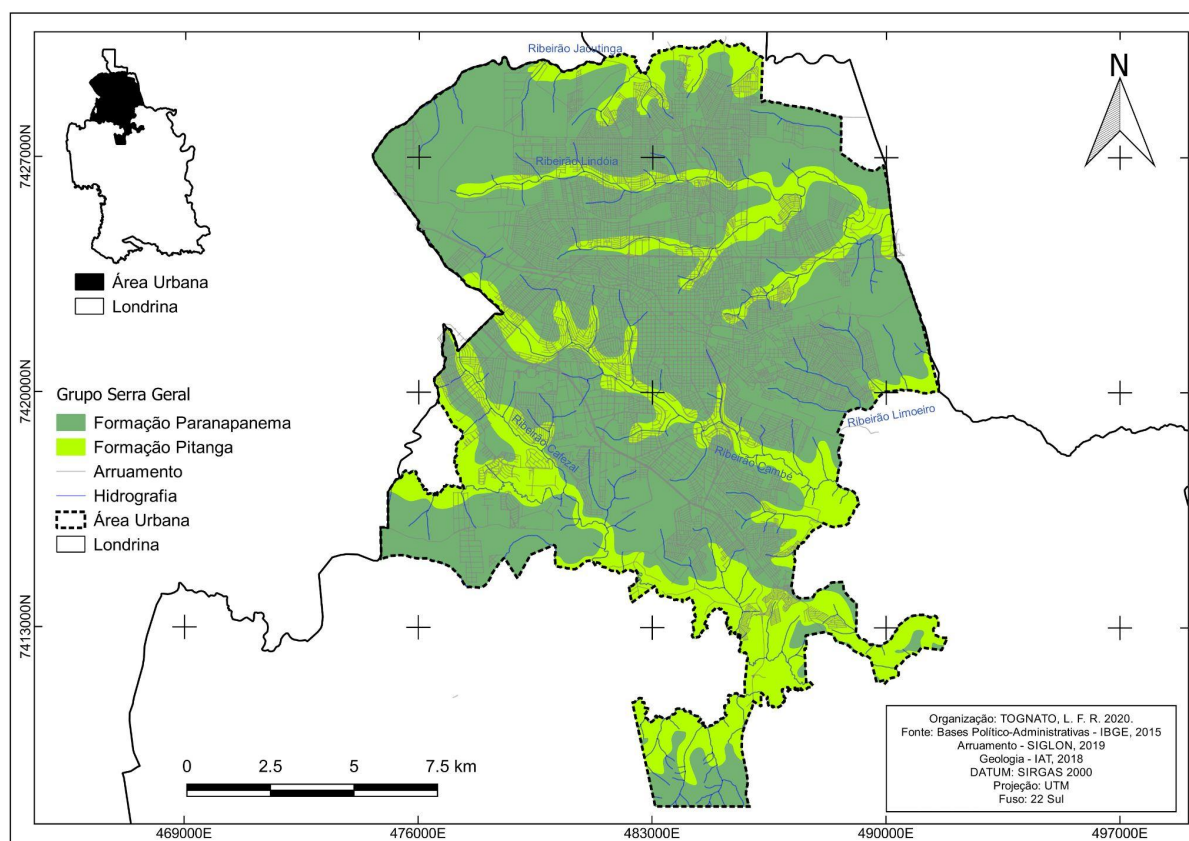 Ribeirão Jacutinga
N
7427000N
Ribeirão Lindóia
Área Urbana
Londrina
7420000N
Grupo Serra Geral
Formação Paranapanema
Formação Pitanga
Arruamento
Hidrografia
Área Urbana
Londrina
Ribeirão Limoeiro
Ribeirão Cafezal
Ribeirão Cambé
7413000N
0 2.5 5 7.5 km
Organização: TOGNATO, L. F. R. 2020.
Fonte: Bases Político-Administrativas - IBGE, 2015
Arruamento - SIGLON, 2019
Geologia - IAT, 2018
DATUM: SIRGAS 2000
Projeção: UTM
Fuso: 22 Sul
469000E 476000E 483000E 490000E 497000E